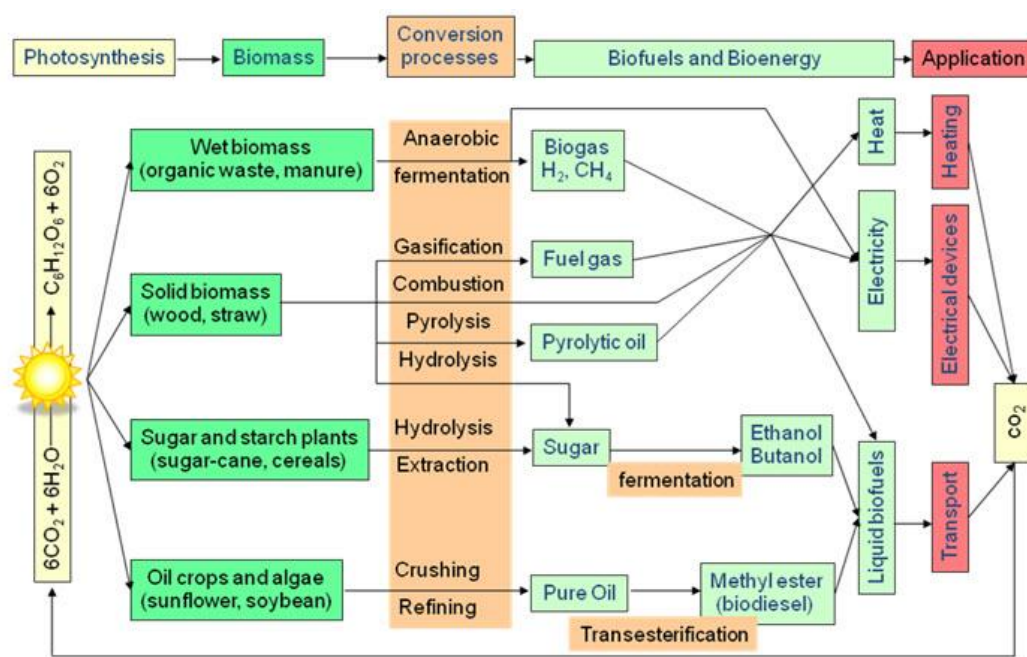 Photosynthesis
Biomass
Conversion
processes
Biofuels and Bioenergy
Application
6CO₂ + 6H₂O
C₆H₁₂O₆ + 6O₂
Wet biomass
(organic waste, manure)
Solid biomass
(wood, straw)
Sugar and starch plants
(sugar-cane, cereals)
Oil crops and algae
(sunflower, soybean)
Anaerobic
fermentation
Gasification
Combustion
Pyrolysis
Hydrolysis
Hydrolysis
Extraction
Crushing
Refining
Biogas
H₂, CH₄
Fuel gas
Pyrolytic oil
Sugar
fermentation
Ethanol
Butanol
Pure Oil
Transesterification
Methyl ester
(biodiesel)
Heat
Electricity
Liquid biofuels
Heating
Electrical devices
Transport
CO₂